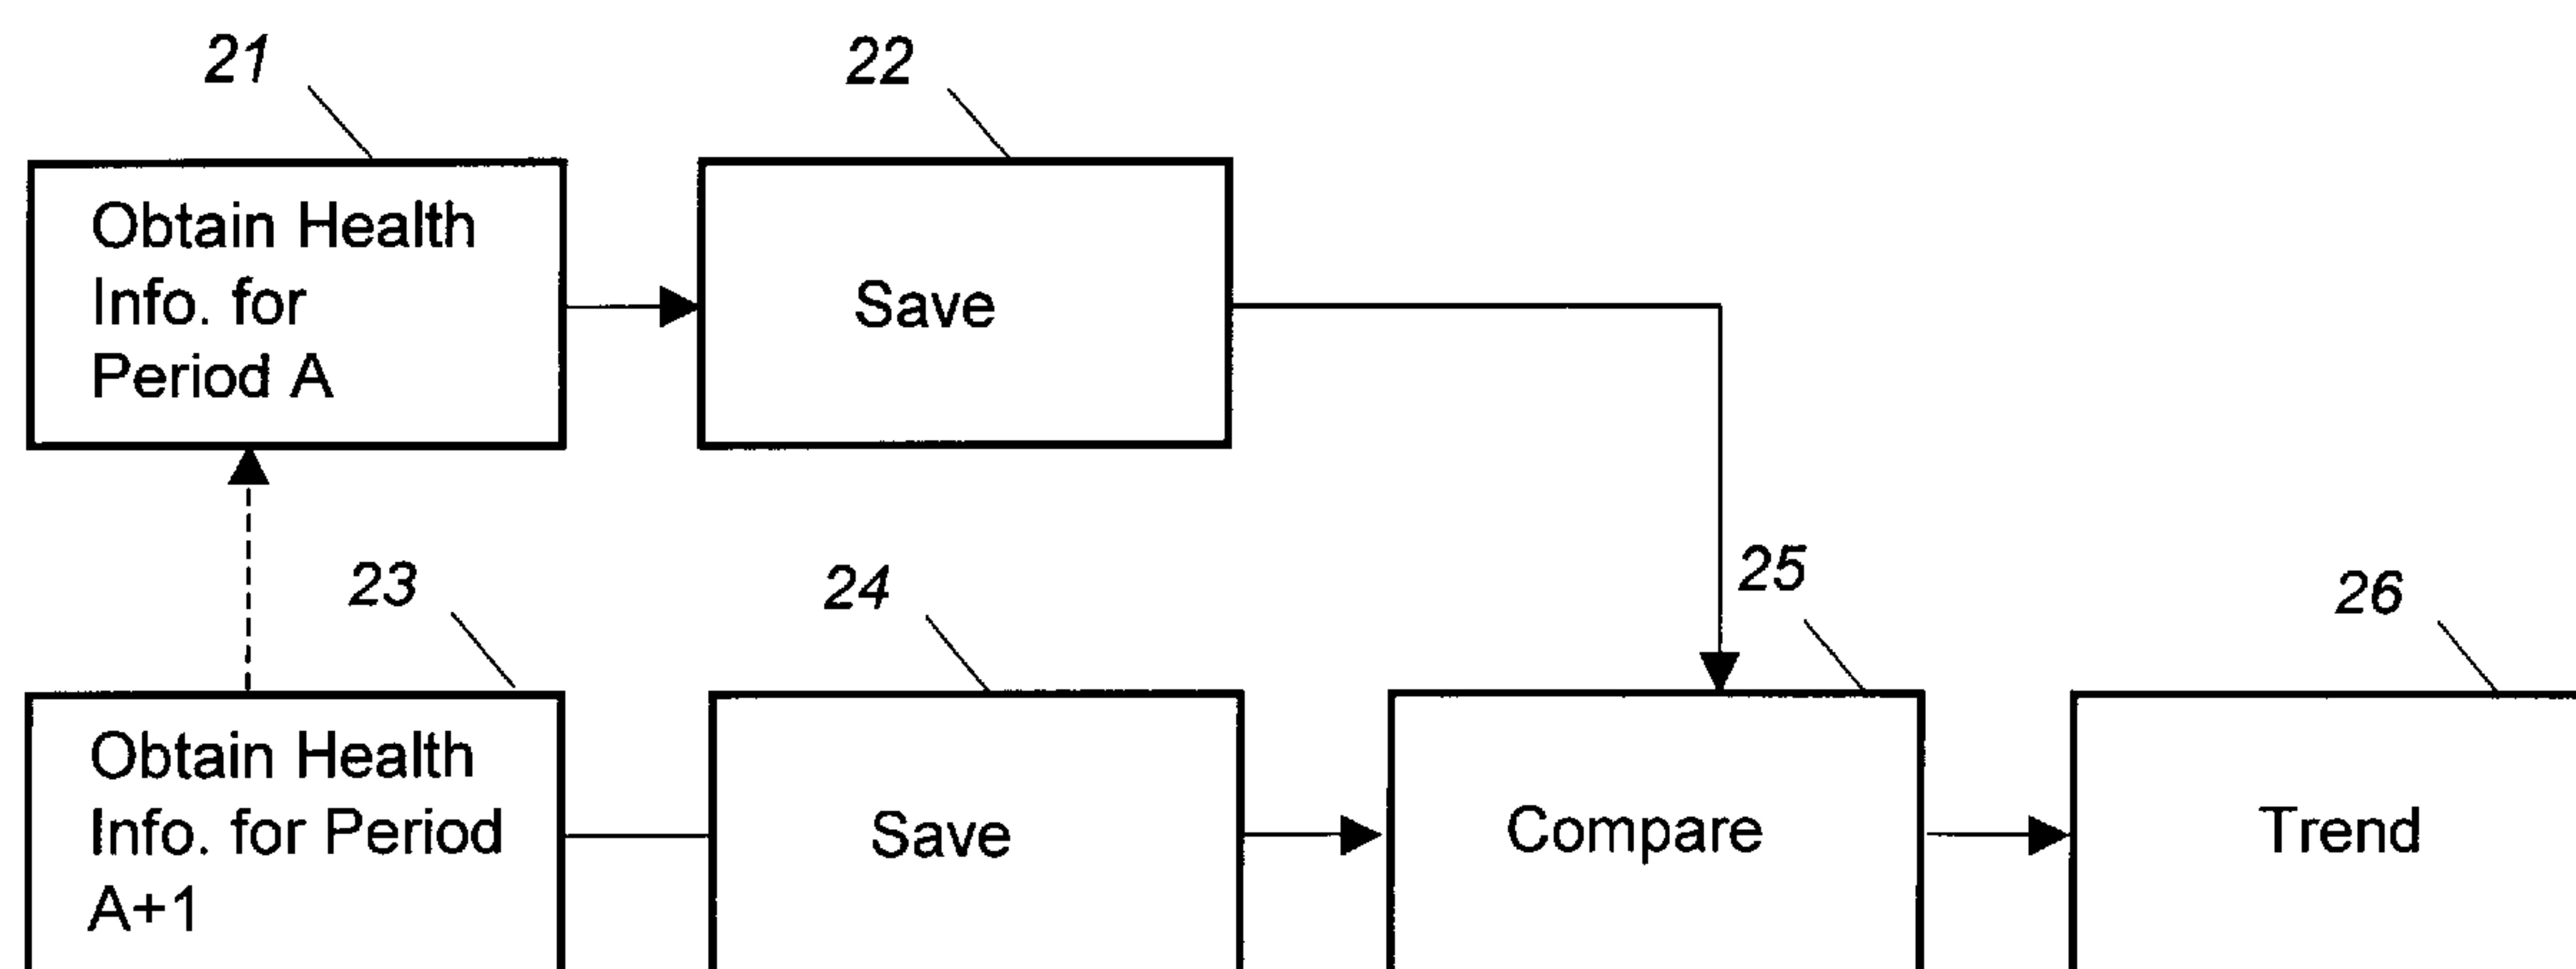 21
22
Obtain Health
Info. for
Period A
Save
23
24
25
26
Obtain Health
Info. for Period
A+1
Save
Compare
Trend